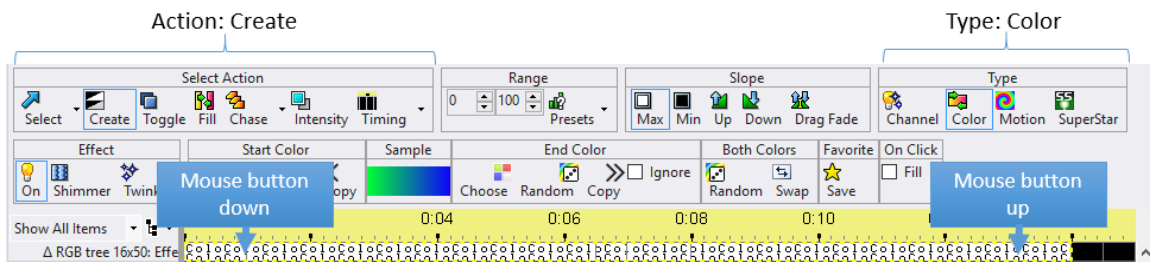 Action: Create
Type: Color
Select Action
Range
Slope
Type
Select
Create
Toggle
Fill
Chase
Intensity
Timing
0
100
Presets
Max
Min
Up
Down
Drag Fade
Channel
Color
Motion
SuperStar
Effect
Start Color
Sample
End Color
Both Colors
Favorite
On Click
On
Shimmer
Choose
Random
Copy
Ignore
Random
Swap
Save
Fill
Mouse button
down
Mouse button
up
Show All Items
0:04
0:06
0:08
0:10
Δ RGB tree 16x50: Effe